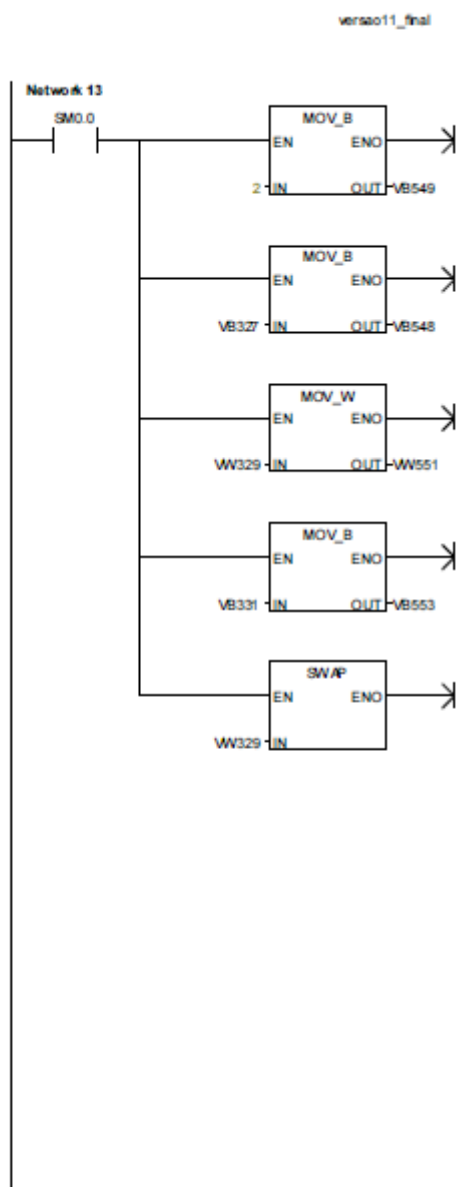 versao11_final
Network 13
SM0.0
MOV_B
EN ENO
2 IN OUT VB549
MOV_B
EN ENO
VB327 IN OUT VB548
MOV_W
EN ENO
VW329 IN OUT VW551
MOV_B
EN ENO
VB331 IN OUT VB553
SWAP
EN ENO
VW329 IN